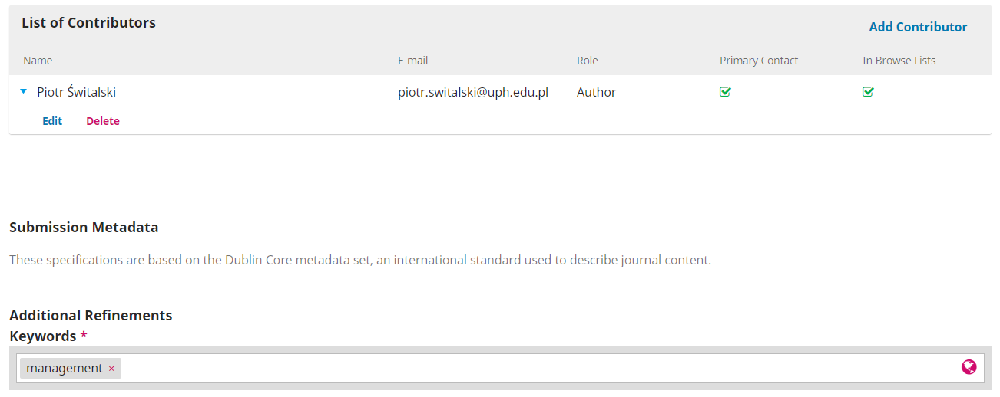 List of Contributors
Add Contributor
Name E-mail Role Primary Contact In Browse Lists
Piotr Świtalski piotr.switalski@uph.edu.pl Author
Edit Delete
Submission Metadata
These specifications are based on the Dublin Core metadata set, an international standard used to describe journal content.
Additional Refinements
Keywords *
management ×